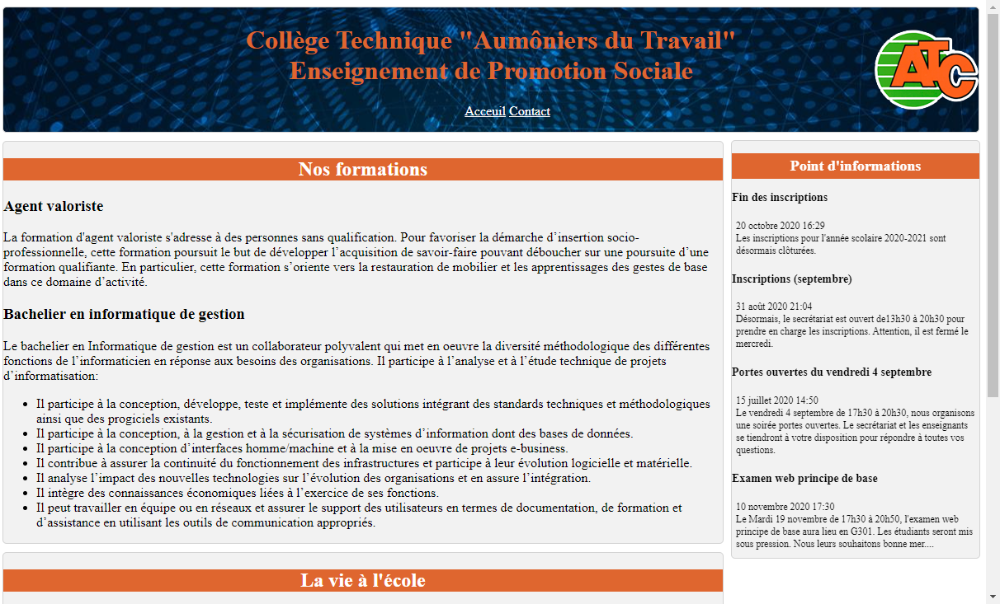 Collège Technique "Aumôniers du Travail"
Enseignement de Promotion Sociale
Acceuil Contact
ATC
Nos formations
Agent valoriste
La formation d'agent valoriste s'adresse à des personnes sans qualification. Pour favoriser la démarche d’insertion socio-
professionnelle, cette formation poursuit le but de développer l’acquisition de savoir-faire pouvant déboucher sur une poursuite d’une
formation qualifiante. En particulier, cette formation s’oriente vers la restauration de mobilier et les apprentissages des gestes de base
dans ce domaine d’activité.
Bachelier en informatique de gestion
Le bachelier en Informatique de gestion est un collaborateur polyvalent qui met en oeuvre la diversité méthodologique des différentes
fonctions de l’informaticien en réponse aux besoins des organisations. Il participe à l’analyse et à l’étude technique de projets
d’informatisation:
• Il participe à la conception, développe, teste et implémente des solutions intégrant des standards techniques et méthodologiques
ainsi que des progiciels existants.
• Il participe à la conception, à la gestion et à la sécurisation de systèmes d’information dont des bases de données.
• Il participe à la conception d’interfaces homme/machine et à la mise en oeuvre de projets e-business.
• Il contribue à assurer la continuité du fonctionnement des infrastructures et participe à leur évolution logicielle et matérielle.
• Il analyse l’impact des nouvelles technologies sur l’évolution des organisations et en assure l’intégration.
• Il intègre des connaissances économiques liées à l’exercice de ses fonctions.
• Il peut travailler en équipe ou en réseaux et assurer le support des utilisateurs en termes de documentation, de formation et
d’assistance en utilisant les outils de communication appropriés.
La vie à l'école
Point d'informations
Fin des inscriptions
20 octobre 2020 16:29
Les inscriptions pour l'année scolaire 2020-2021 sont
désormais clôturées.
Inscriptions (septembre)
31 août 2020 21:04
Désormais, le secrétariat est ouvert de13h30 à 20h30 pour
prendre en charge les inscriptions. Attention, il est fermé le
mercredi.
Portes ouvertes du vendredi 4 septembre
15 juillet 2020 14:50
Le vendredi 4 septembre de 17h30 à 20h30, nous organisons
une soirée portes ouvertes. Le secrétariat et les enseignants
se tiendront à votre disposition pour répondre à toutes vos
questions.
Examen web principe de base
10 novembre 2020 17:30
Le Mardi 19 novembre de 17h30 à 20h50, l'examen web
principe de base aura lieu en G301. Les étudiants seront mis
sous pression. Nous leurs souhaitons bonne mer....